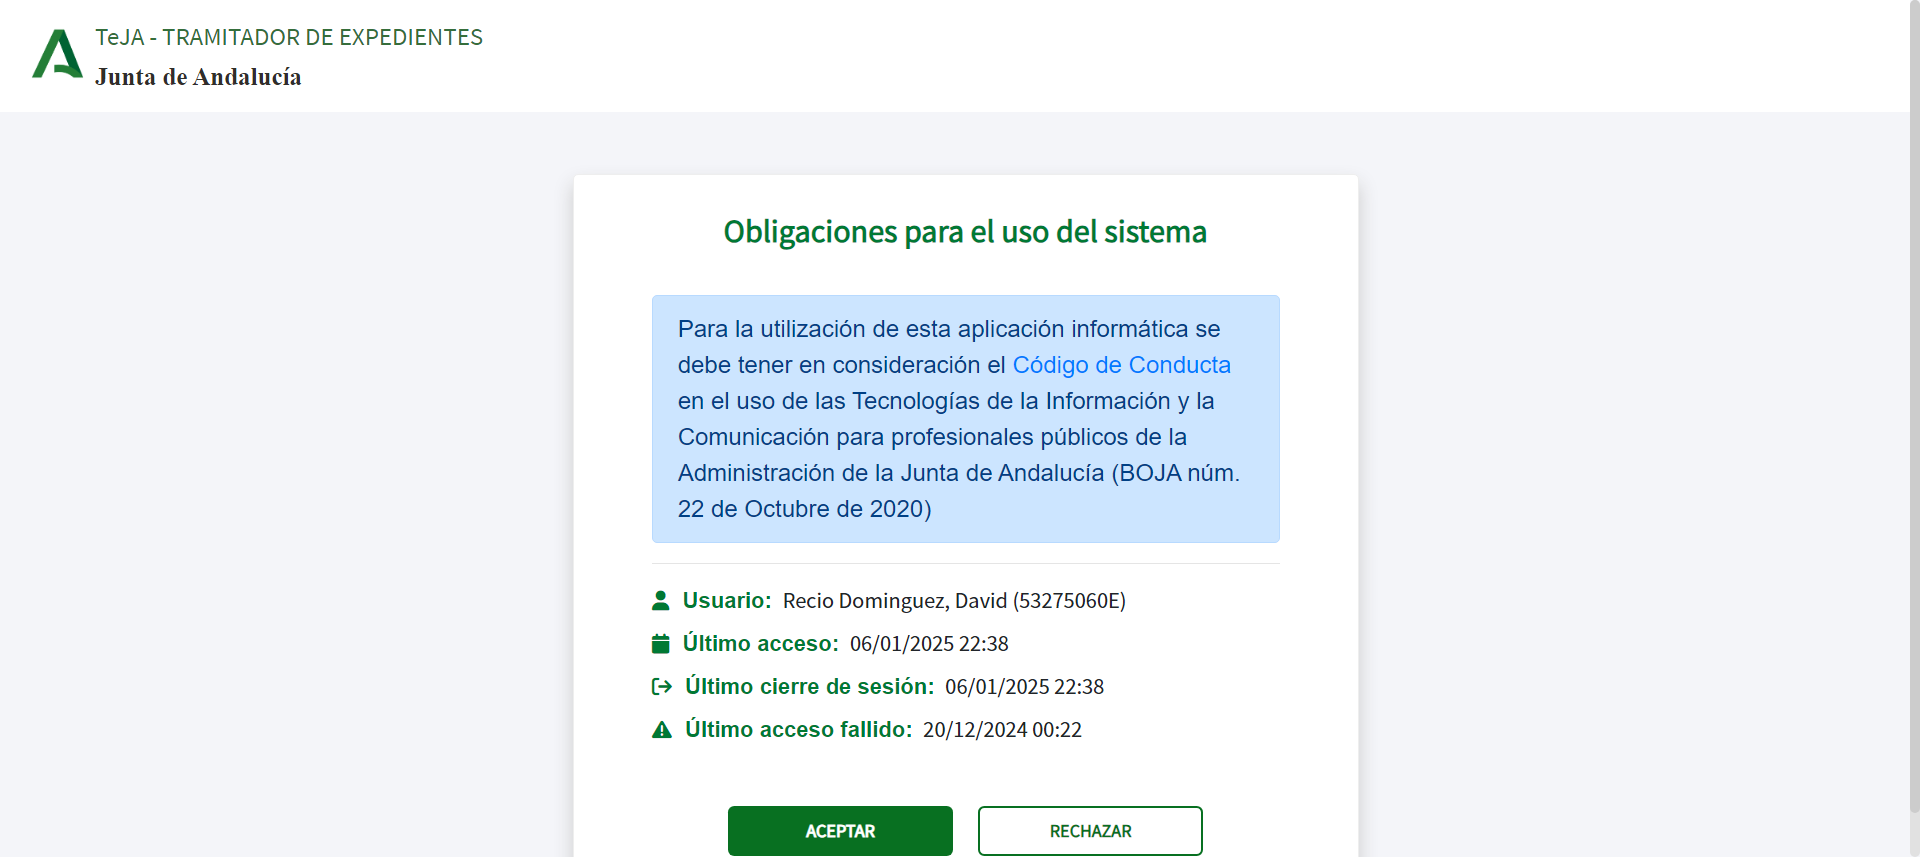 TeJA - TRAMITADOR DE EXPEDIENTES
Junta de Andalucía
Obligaciones para el uso del sistema
Para la utilización de esta aplicación informática se
debe tener en consideración el Código de Conducta
en el uso de las Tecnologías de la Información y la
Comunicación para profesionales públicos de la
Administración de la Junta de Andalucía (BOJA núm.
22 de Octubre de 2020)
Usuario: Recio Dominguez, David (53275060E)
Último acceso: 06/01/2025 22:38
Último cierre de sesión: 06/01/2025 22:38
Último acceso fallido: 20/12/2024 00:22
ACEPTAR RECHAZAR